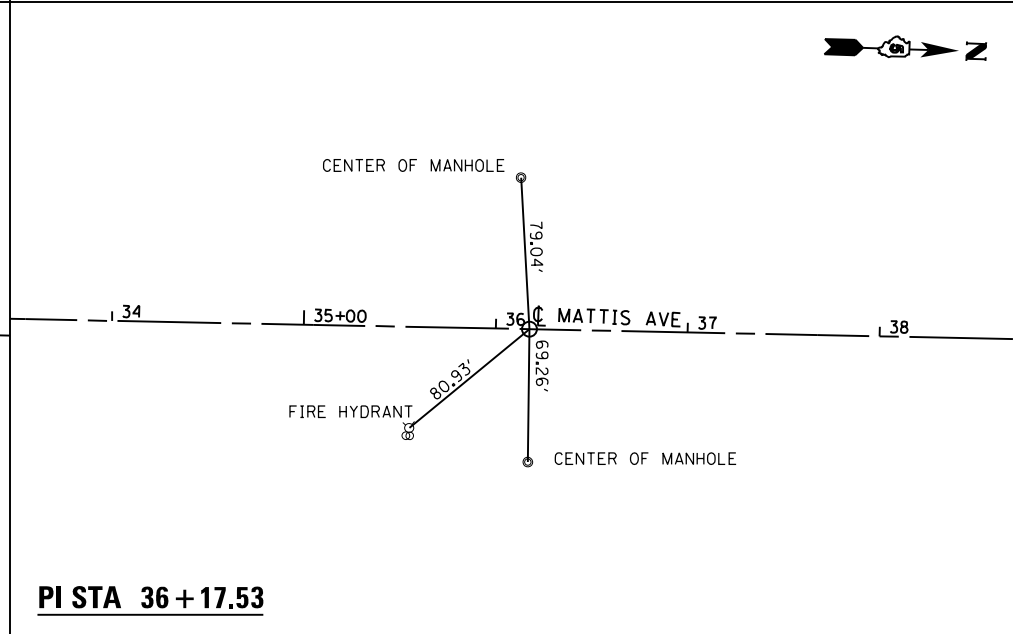 N
CENTER OF MANHOLE
79.04'
34
35+00
36
℄ MATTIS AVE
37
38
69.26'
80.93'
FIRE HYDRANT
CENTER OF MANHOLE
PI STA 36+17.53